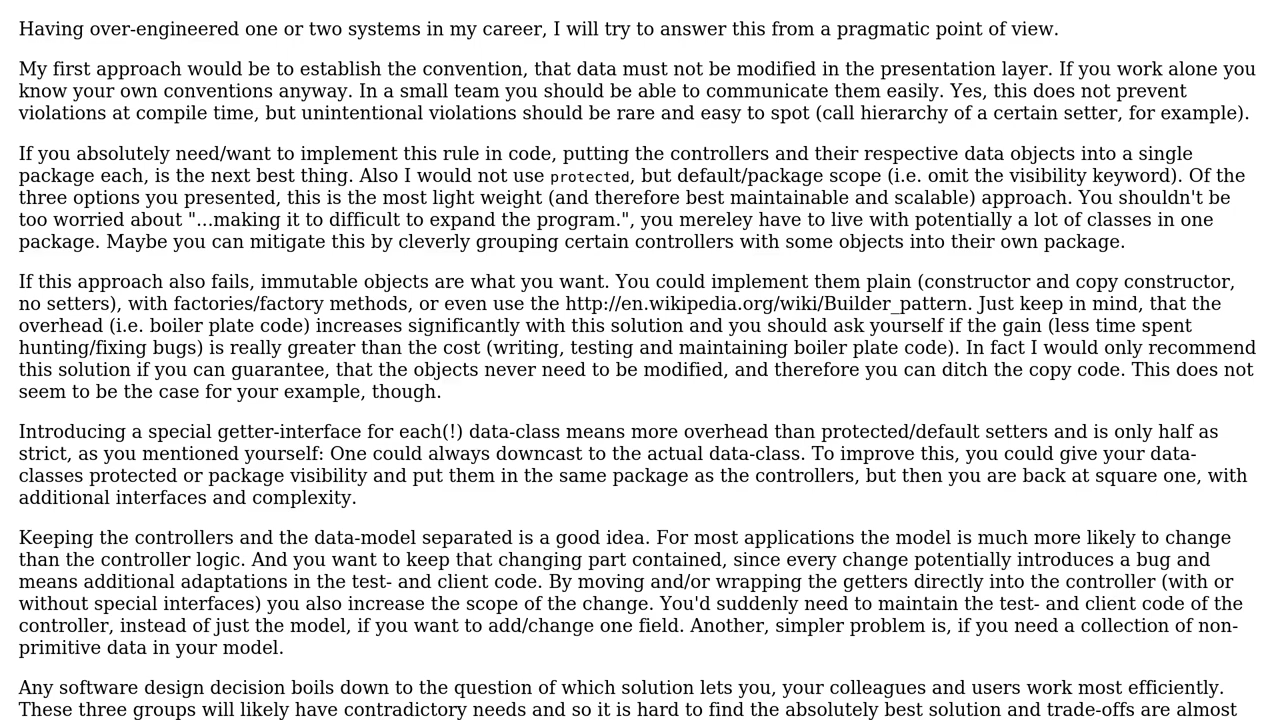 Having over-engineered one or two systems in my career, I will try to answer this from a pragmatic point of view.
My first approach would be to establish the convention, that data must not be modified in the presentation layer. If you work alone you
know your own conventions anyway. In a small team you should be able to communicate them easily. Yes, this does not prevent
violations at compile time, but unintentional violations should be rare and easy to spot (call hierarchy of a certain setter, for example).
If you absolutely need/want to implement this rule in code, putting the controllers and their respective data objects into a single
package each, is the next best thing. Also I would not use protected, but default/package scope (i.e. omit the visibility keyword). Of the
three options you presented, this is the most light weight (and therefore best maintainable and scalable) approach. You shouldn't be
too worried about "...making it to difficult to expand the program.", you mereley have to live with potentially a lot of classes in one
package. Maybe you can mitigate this by cleverly grouping certain controllers with some objects into their own package.
If this approach also fails, immutable objects are what you want. You could implement them plain (constructor and copy constructor,
no setters), with factories/factory methods, or even use the http://en.wikipedia.org/wiki/Builder_pattern. Just keep in mind, that the
overhead (i.e. boiler plate code) increases significantly with this solution and you should ask yourself if the gain (less time spent
hunting/fixing bugs) is really greater than the cost (writing, testing and maintaining boiler plate code). In fact I would only recommend
this solution if you can guarantee, that the objects never need to be modified, and therefore you can ditch the copy code. This does not
seem to be the case for your example, though.
Introducing a special getter-interface for each(!) data-class means more overhead than protected/default setters and is only half as
strict, as you mentioned yourself: One could always downcast to the actual data-class. To improve this, you could give your data-
classes protected or package visibility and put them in the same package as the controllers, but then you are back at square one, with
additional interfaces and complexity.
Keeping the controllers and the data-model separated is a good idea. For most applications the model is much more likely to change
than the controller logic. And you want to keep that changing part contained, since every change potentially introduces a bug and
means additional adaptations in the test- and client code. By moving and/or wrapping the getters directly into the controller (with or
without special interfaces) you also increase the scope of the change. You'd suddenly need to maintain the test- and client code of the
controller, instead of just the model, if you want to add/change one field. Another, simpler problem is, if you need a collection of non-
primitive data in your model.
Any software design decision boils down to the question of which solution lets you, your colleagues and users work most efficiently.
These three groups will likely have contradictory needs and so it is hard to find the absolutely best solution and trade-offs are almost